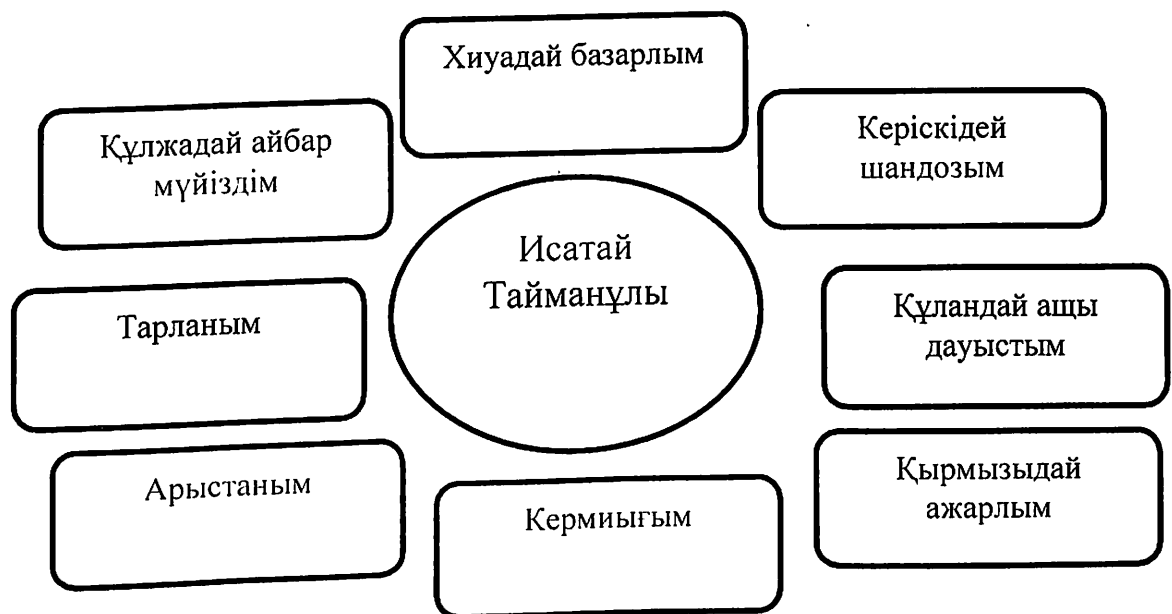 Хиуадай базарлым
Құлжадай айбар
мүйіздім
Керіскідей
шандозым
Исатай
Тайманұлы
Тарланым
Құландай ащы
дауыстым
Арыстаным
Кермиығым
Қырмызыдай
ажарлым